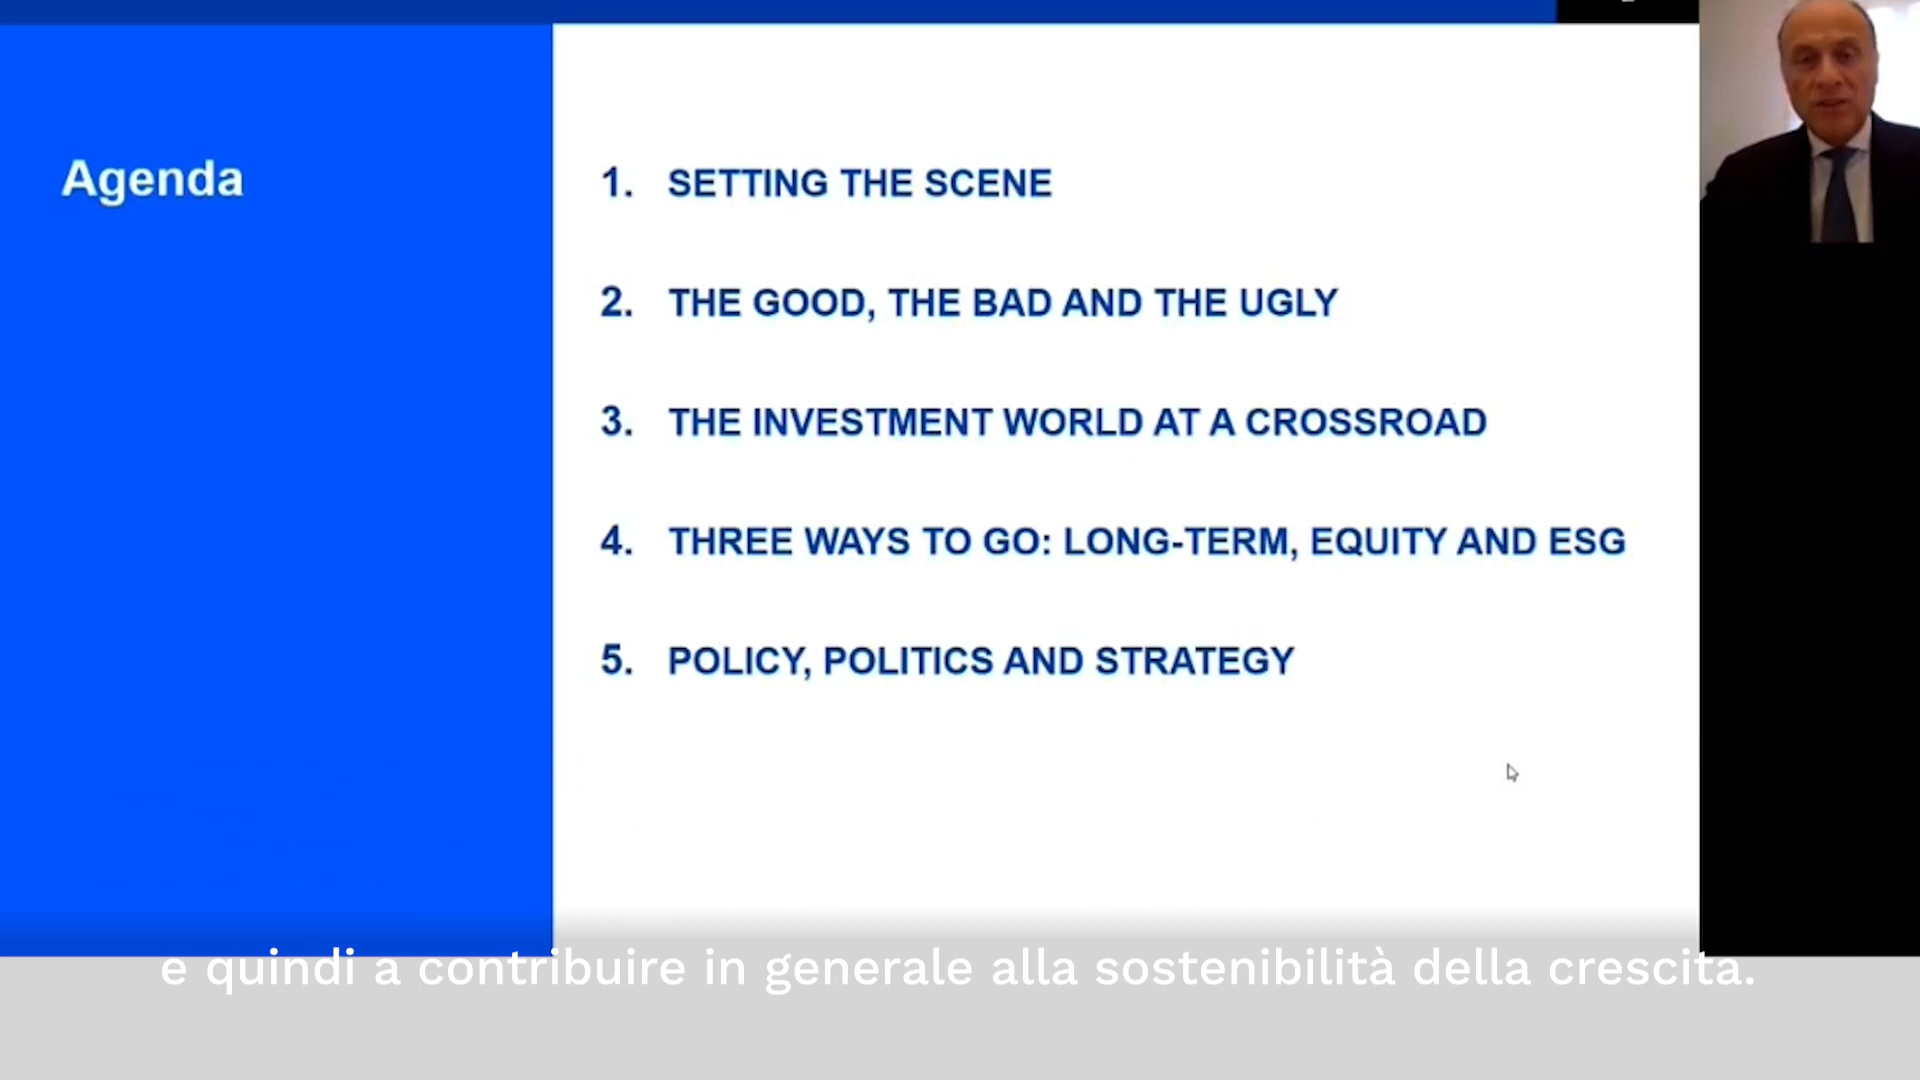 Agenda
1. SETTING THE SCENE
2. THE GOOD, THE BAD AND THE UGLY
3. THE INVESTMENT WORLD AT A CROSSROAD
4. THREE WAYS TO GO: LONG-TERM, EQUITY AND ESG
5. POLICY, POLITICS AND STRATEGY
e quindi a contribuire in generale alla sostenibilità della crescita.